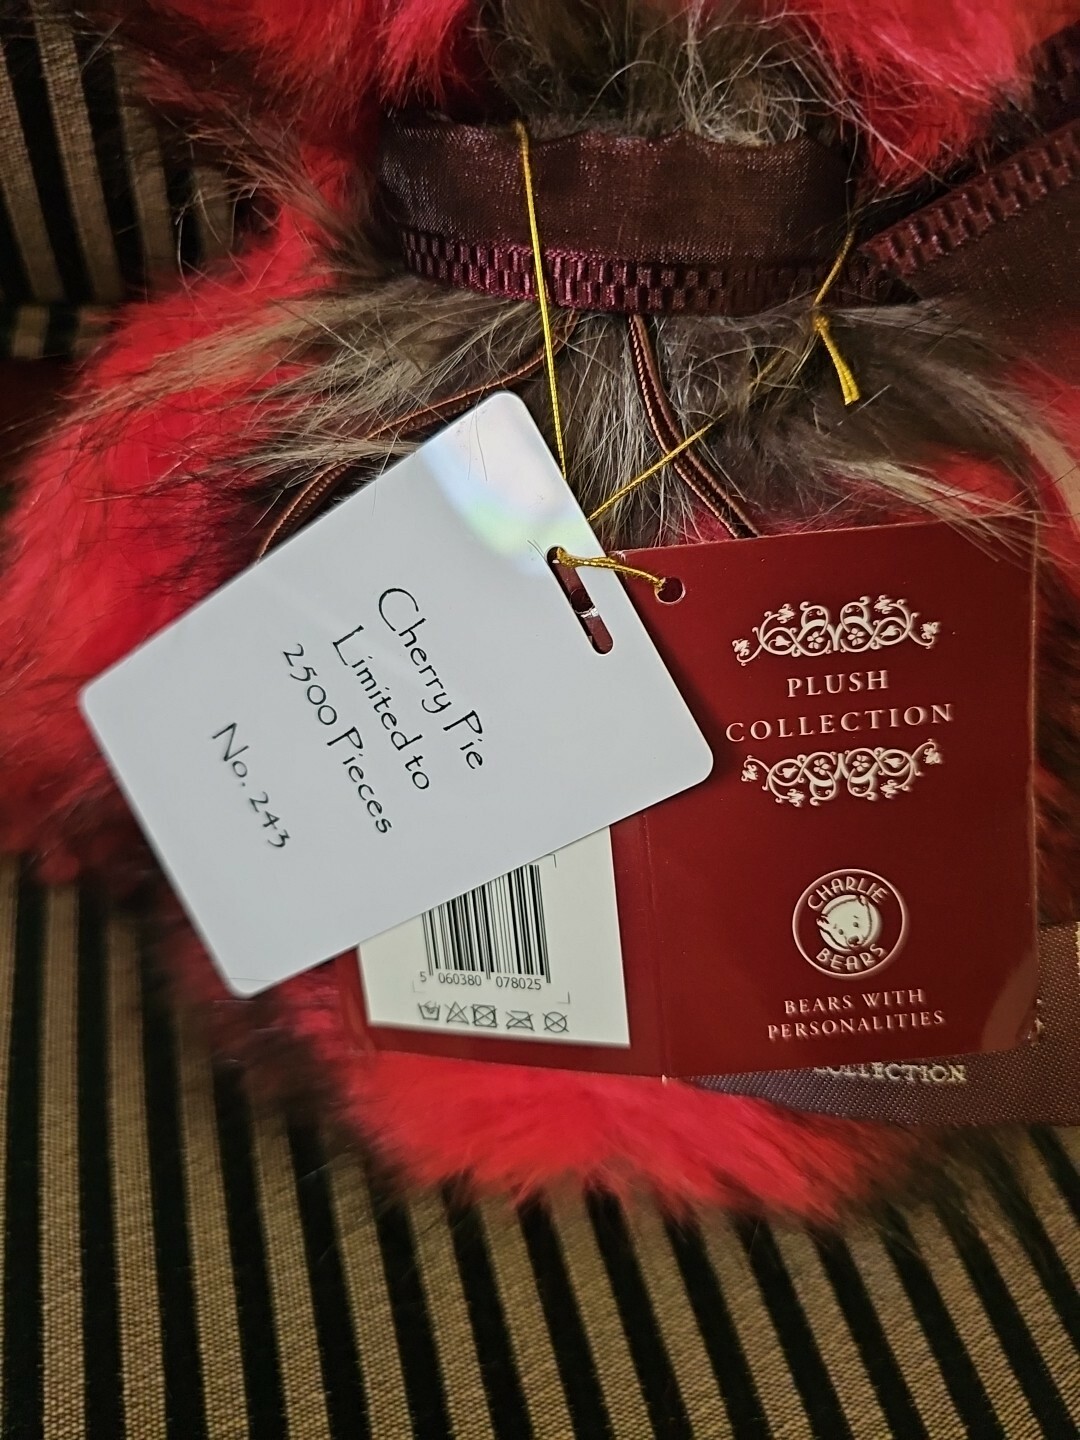 Cherry Pie
Limited to
2500 Pieces
No. 243
PLUSH
COLLECTION
CHARLIE
BEARS
BEARS WITH
PERSONALITIES
5 060380 078025
COLLECTION